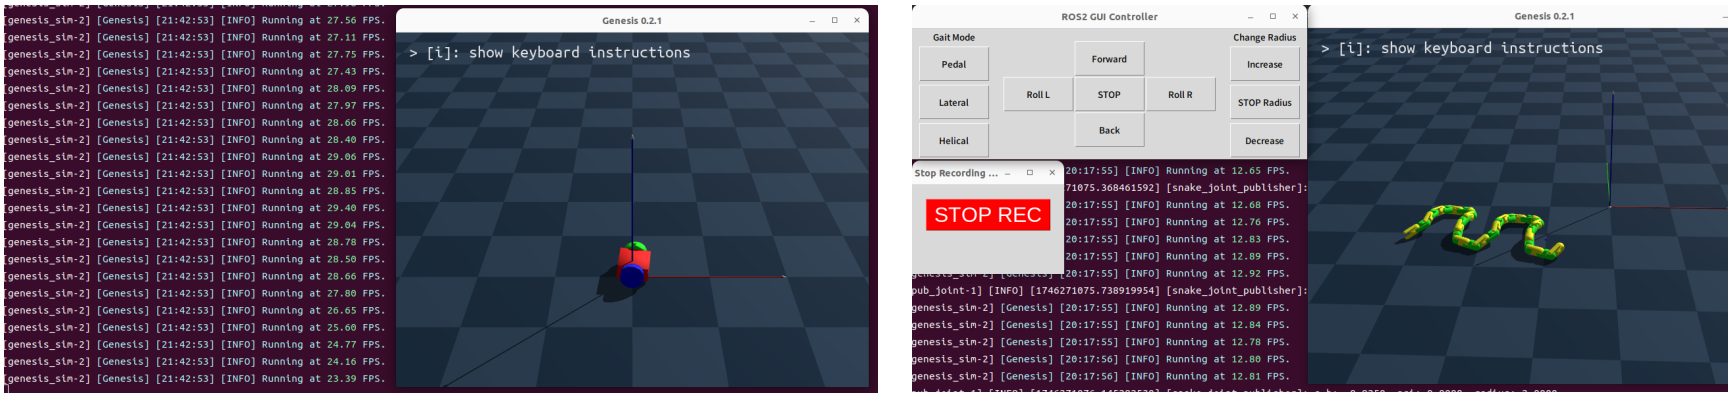 [genesis_sim-2] [Genesis] [21:42:53] [INFO] Running at 27.56 FPS.
[genesis_sim-2] [Genesis] [21:42:53] [INFO] Running at 27.11 FPS.
[genesis_sim-2] [Genesis] [21:42:53] [INFO] Running at 27.75 FPS.
[genesis_sim-2] [Genesis] [21:42:53] [INFO] Running at 27.43 FPS.
[genesis_sim-2] [Genesis] [21:42:53] [INFO] Running at 28.09 FPS.
[genesis_sim-2] [Genesis] [21:42:53] [INFO] Running at 27.97 FPS.
[genesis_sim-2] [Genesis] [21:42:53] [INFO] Running at 28.66 FPS.
[genesis_sim-2] [Genesis] [21:42:53] [INFO] Running at 28.40 FPS.
[genesis_sim-2] [Genesis] [21:42:53] [INFO] Running at 29.06 FPS.
[genesis_sim-2] [Genesis] [21:42:53] [INFO] Running at 29.01 FPS.
[genesis_sim-2] [Genesis] [21:42:53] [INFO] Running at 28.85 FPS.
[genesis_sim-2] [Genesis] [21:42:53] [INFO] Running at 29.40 FPS.
[genesis_sim-2] [Genesis] [21:42:53] [INFO] Running at 29.04 FPS.
[genesis_sim-2] [Genesis] [21:42:53] [INFO] Running at 28.78 FPS.
[genesis_sim-2] [Genesis] [21:42:53] [INFO] Running at 28.50 FPS.
[genesis_sim-2] [Genesis] [21:42:53] [INFO] Running at 28.66 FPS.
[genesis_sim-2] [Genesis] [21:42:53] [INFO] Running at 27.80 FPS.
[genesis_sim-2] [Genesis] [21:42:53] [INFO] Running at 26.65 FPS.
[genesis_sim-2] [Genesis] [21:42:53] [INFO] Running at 25.60 FPS.
[genesis_sim-2] [Genesis] [21:42:53] [INFO] Running at 24.77 FPS.
[genesis_sim-2] [Genesis] [21:42:53] [INFO] Running at 24.16 FPS.
[genesis_sim-2] [Genesis] [21:42:53] [INFO] Running at 23.39 FPS.
Genesis 0.2.1
> [i]: show keyboard instructions
ROS2 GUI Controller
Gait Mode
Pedal
Lateral
Helical
Forward
Roll L
STOP
Roll R
Back
Change Radius
Increase
STOP Radius
Decrease
Stop Recording ...
STOP REC
20:17:55] [INFO] Running at 12.65 FPS.
71075.368461592] [snake_joint_publisher]:
20:17:55] [INFO] Running at 12.68 FPS.
20:17:55] [INFO] Running at 12.76 FPS.
20:17:55] [INFO] Running at 12.83 FPS.
20:17:55] [INFO] Running at 12.89 FPS.
20:17:55] [INFO] Running at 12.92 FPS.
pub_joint-1] [INFO] [1746271075.738919954] [snake_joint_publisher]:
genesis_sim-2] [Genesis] [20:17:55] [INFO] Running at 12.89 FPS.
genesis_sim-2] [Genesis] [20:17:55] [INFO] Running at 12.84 FPS.
genesis_sim-2] [Genesis] [20:17:55] [INFO] Running at 12.78 FPS.
genesis_sim-2] [Genesis] [20:17:56] [INFO] Running at 12.80 FPS.
genesis_sim-2] [Genesis] [20:17:56] [INFO] Running at 12.81 FPS.
Genesis 0.2.1
> [i]: show keyboard instructions